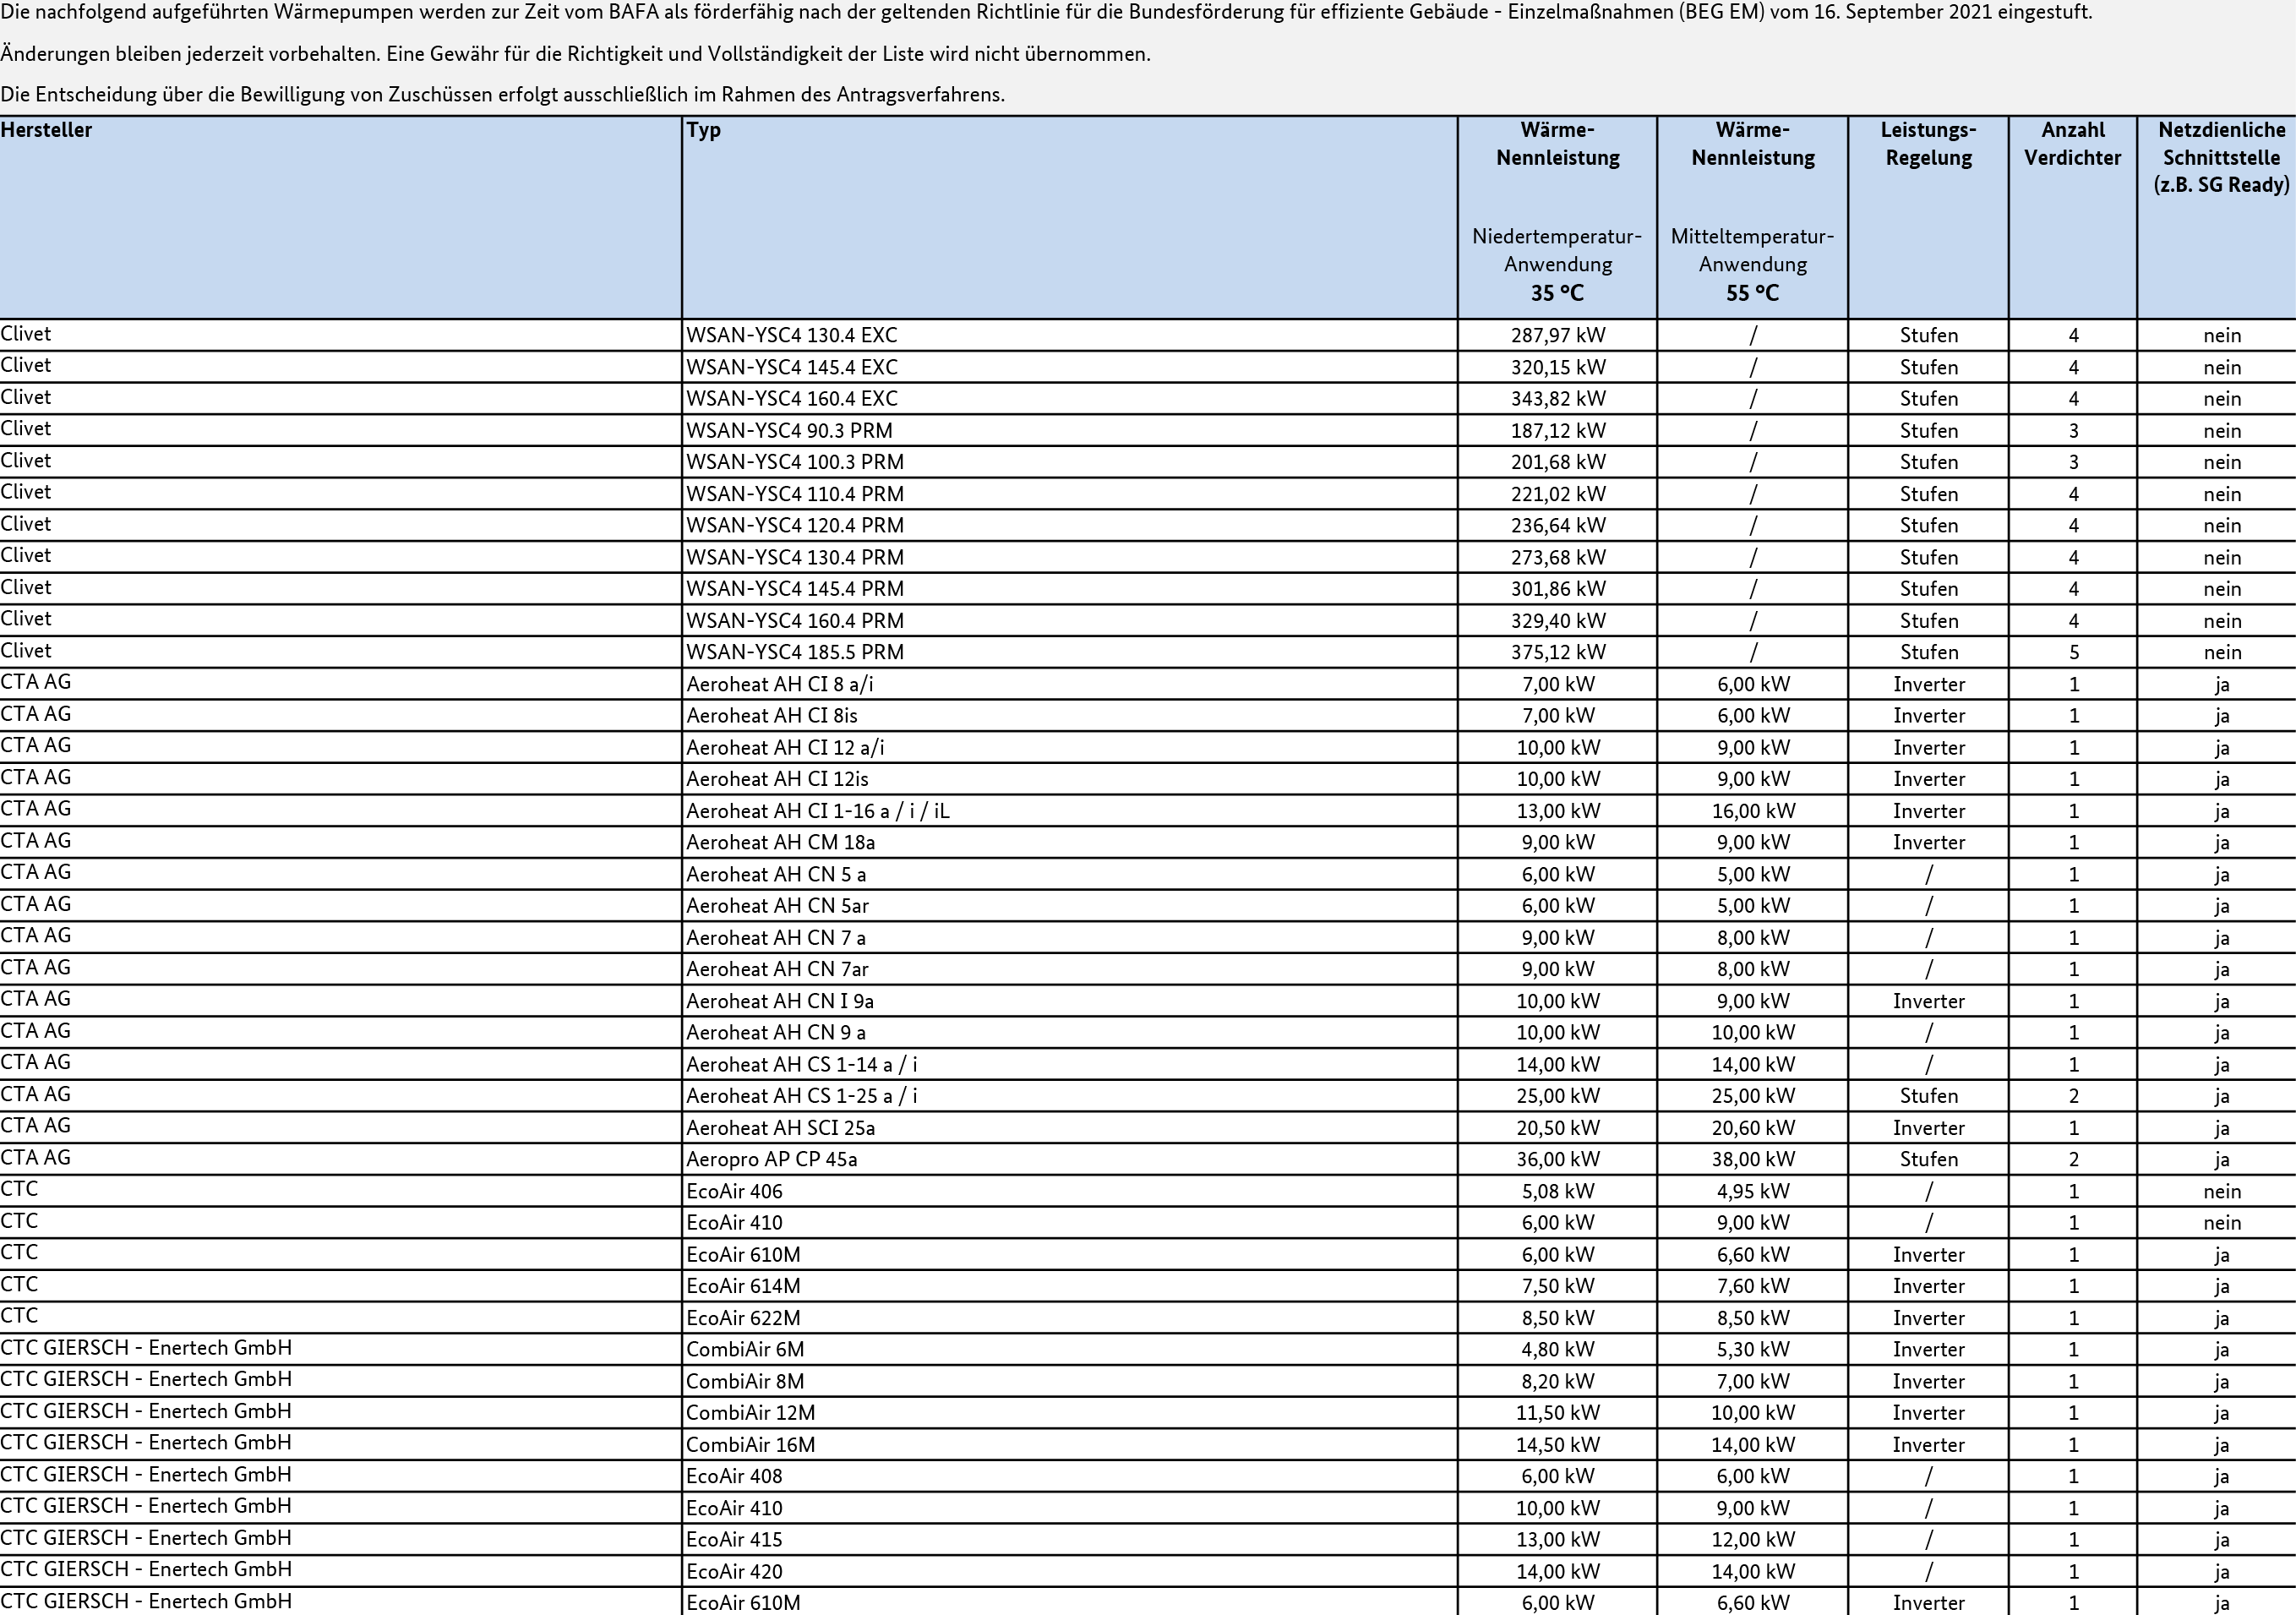 Die nachfolgend aufgeführten Wärmepumpen werden zur Zeit vom BAFA als förderfähig nach der geltenden Richtlinie für die Bundesförderung für effiziente Gebäude - Einzelmaßnahmen (BEG EM) vom 16. September 2021 eingestuft.
Änderungen bleiben jederzeit vorbehalten. Eine Gewähr für die Richtigkeit und Vollständigkeit der Liste wird nicht übernommen.
Die Entscheidung über die Bewilligung von Zuschüssen erfolgt ausschließlich im Rahmen des Antragsverfahrens.
Hersteller Typ Wärme- Wärme- Leistungs- Anzahl Netzdienliche
Nennleistung Nennleistung Regelung Verdichter Schnittstelle
(z.B. SG Ready)
Niedertemperatur- Mitteltemperatur-
Anwendung Anwendung
35 °C 55 °C
Clivet WSAN-YSC4 130.4 EXC 287,97 kW / Stufen 4 nein
Clivet WSAN-YSC4 145.4 EXC 320,15 kW / Stufen 4 nein
Clivet WSAN-YSC4 160.4 EXC 343,82 kW / Stufen 4 nein
Clivet WSAN-YSC4 90.3 PRM 187,12 kW / Stufen 3 nein
Clivet WSAN-YSC4 100.3 PRM 201,68 kW / Stufen 3 nein
Clivet WSAN-YSC4 110.4 PRM 221,02 kW / Stufen 4 nein
Clivet WSAN-YSC4 120.4 PRM 236,64 kW / Stufen 4 nein
Clivet WSAN-YSC4 130.4 PRM 273,68 kW / Stufen 4 nein
Clivet WSAN-YSC4 145.4 PRM 301,86 kW / Stufen 4 nein
Clivet WSAN-YSC4 160.4 PRM 329,40 kW / Stufen 4 nein
Clivet WSAN-YSC4 185.5 PRM 375,12 kW / Stufen 5 nein
CTA AG Aeroheat AH CI 8 a/i 7,00 kW 6,00 kW Inverter 1 ja
CTA AG Aeroheat AH CI 8is 7,00 kW 6,00 kW Inverter 1 ja
CTA AG Aeroheat AH CI 12 a/i 10,00 kW 9,00 kW Inverter 1 ja
CTA AG Aeroheat AH CI 12is 10,00 kW 9,00 kW Inverter 1 ja
CTA AG Aeroheat AH CI 1-16 a / i / iL 13,00 kW 16,00 kW Inverter 1 ja
CTA AG Aeroheat AH CM 18a 9,00 kW 9,00 kW Inverter 1 ja
CTA AG Aeroheat AH CN 5 a 6,00 kW 5,00 kW / 1 ja
CTA AG Aeroheat AH CN 5ar 6,00 kW 5,00 kW / 1 ja
CTA AG Aeroheat AH CN 7 a 9,00 kW 8,00 kW / 1 ja
CTA AG Aeroheat AH CN 7ar 9,00 kW 8,00 kW / 1 ja
CTA AG Aeroheat AH CN I 9a 10,00 kW 9,00 kW Inverter 1 ja
CTA AG Aeroheat AH CN 9 a 10,00 kW 10,00 kW / 1 ja
CTA AG Aeroheat AH CS 1-14 a / i 14,00 kW 14,00 kW / 1 ja
CTA AG Aeroheat AH CS 1-25 a / i 25,00 kW 25,00 kW Stufen 2 ja
CTA AG Aeroheat AH SCI 25a 20,50 kW 20,60 kW Inverter 1 ja
CTA AG Aeropro AP CP 45a 36,00 kW 38,00 kW Stufen 2 ja
CTC EcoAir 406 5,08 kW 4,95 kW / 1 nein
CTC EcoAir 410 6,00 kW 9,00 kW / 1 nein
CTC EcoAir 610M 6,00 kW 6,60 kW Inverter 1 ja
CTC EcoAir 614M 7,50 kW 7,60 kW Inverter 1 ja
CTC EcoAir 622M 8,50 kW 8,50 kW Inverter 1 ja
CTC GIERSCH - Enertech GmbH CombiAir 6M 4,80 kW 5,30 kW Inverter 1 ja
CTC GIERSCH - Enertech GmbH CombiAir 8M 8,20 kW 7,00 kW Inverter 1 ja
CTC GIERSCH - Enertech GmbH CombiAir 12M 11,50 kW 10,00 kW Inverter 1 ja
CTC GIERSCH - Enertech GmbH CombiAir 16M 14,50 kW 14,00 kW Inverter 1 ja
CTC GIERSCH - Enertech GmbH EcoAir 408 6,00 kW 6,00 kW / 1 ja
CTC GIERSCH - Enertech GmbH EcoAir 410 10,00 kW 9,00 kW / 1 ja
CTC GIERSCH - Enertech GmbH EcoAir 415 13,00 kW 12,00 kW / 1 ja
CTC GIERSCH - Enertech GmbH EcoAir 420 14,00 kW 14,00 kW / 1 ja
CTC GIERSCH - Enertech GmbH EcoAir 610M 6,00 kW 6,60 kW Inverter 1 ja